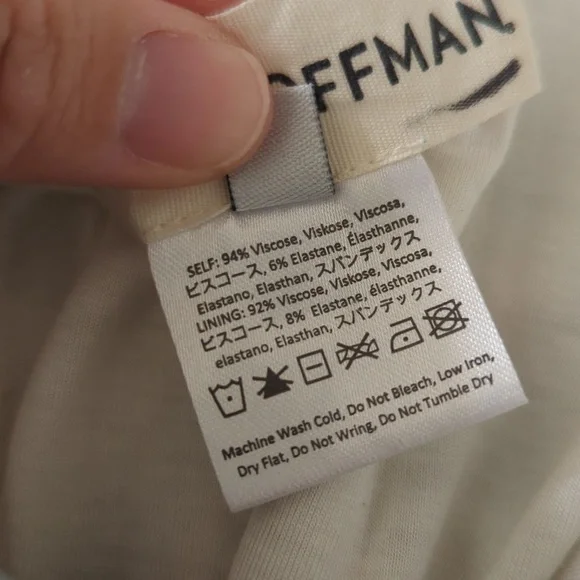 OFFMAN.
SELF: 94% Viscose, Viskose, Viscosa,
ビスコース, 6% Elastane, Élasthanne,
Elastano, Elasthan, スパンデックス
LINING: 92% Viscose, Viskose, Viscosa,
ビスコース, 8% Elastane, élasthanne,
elastano, Elasthan, スパンデックス
Machine Wash Cold, Do Not Bleach, Low Iron,
Dry Flat, Do Not Wring, Do Not Tumble Dry